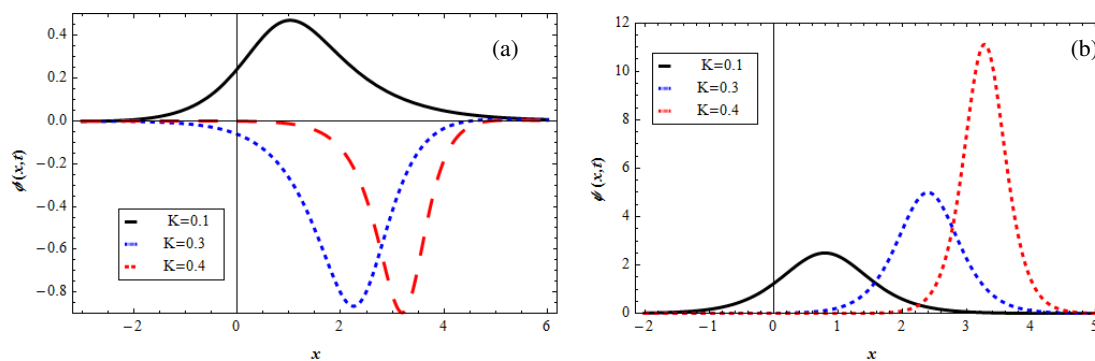 (a)
0.4
0.2
0.0
−0.2
−0.4
−0.6
−0.8
ϕ (x,t)
K=0.1
K=0.3
K=0.4
−2 0 2 4 6
x
(b)
12
10
8
6
4
2
0
ψ (x,t)
K=0.1
K=0.3
K=0.4
−2 −1 0 1 2 3 4 5
x